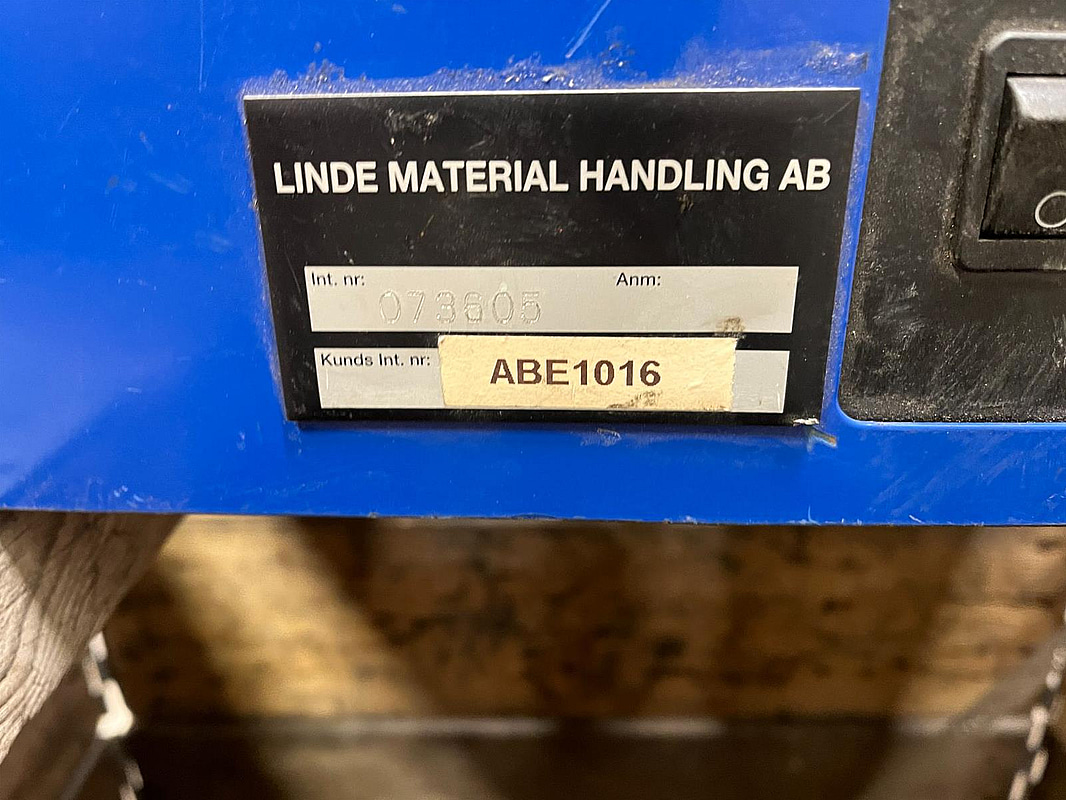 LINDE MATERIAL HANDLING AB
Int. nr: 073605 Anm:
Kunds Int. nr: ABE1016